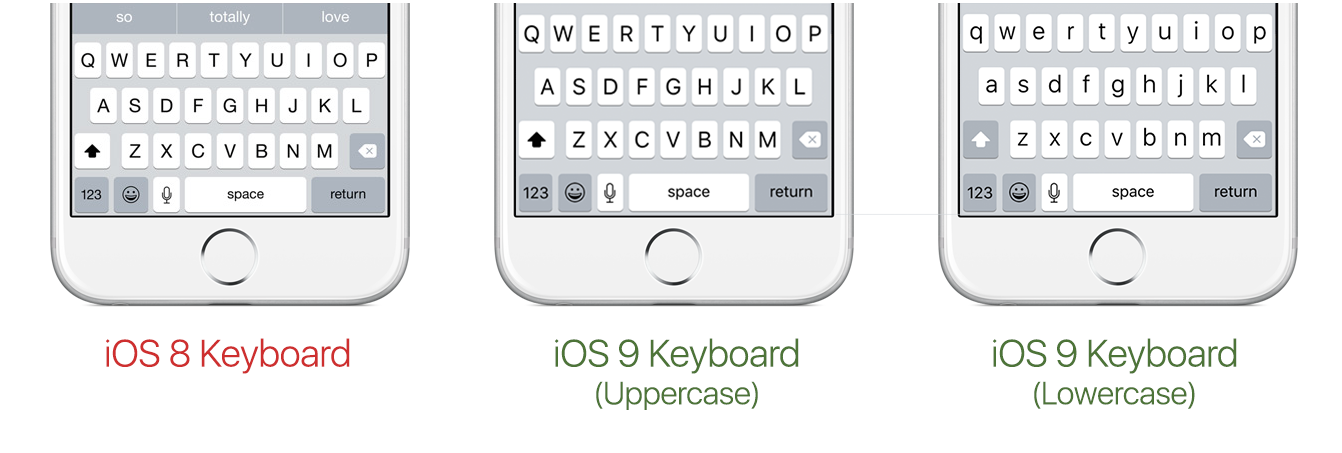 so totally love
Q W E R T Y U I O P
A S D F G H J K L
Z X C V B N M
123 space return
iOS 8 Keyboard
Q W E R T Y U I O P
A S D F G H J K L
Z X C V B N M
123 space return
iOS 9 Keyboard
(Uppercase)
q w e r t y u i o p
a s d f g h j k l
z x c v b n m
123 space return
iOS 9 Keyboard
(Lowercase)